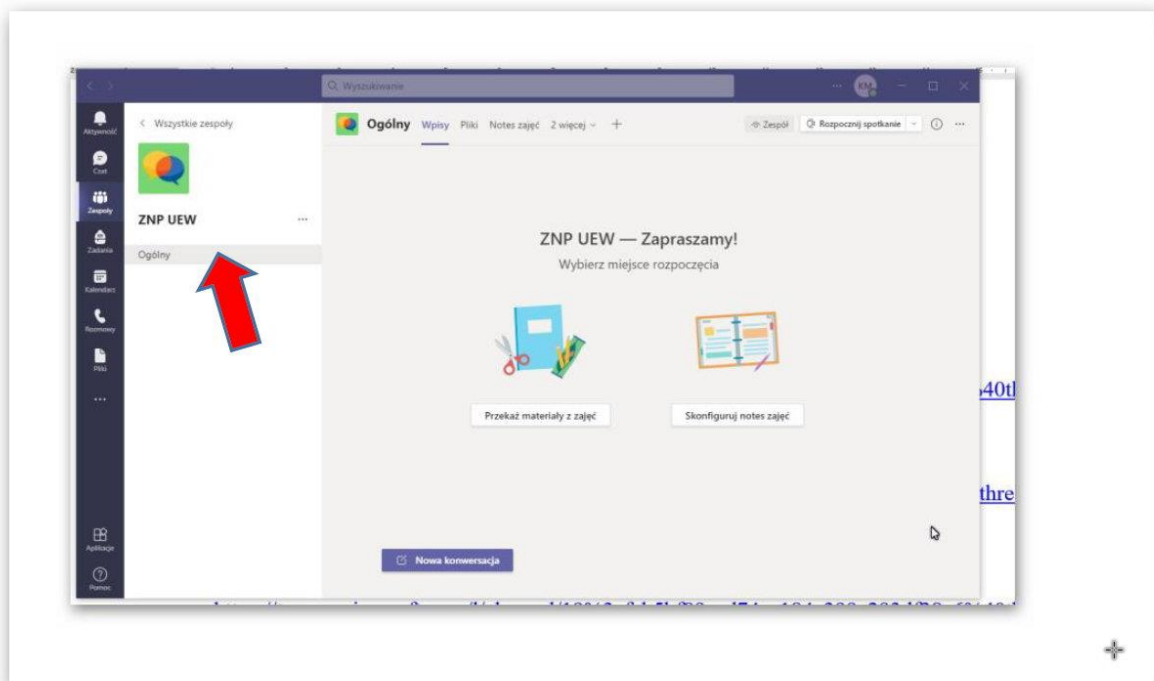 Wyszukiwanie
KM
Aktywność
Czat
Zespoły
Zadania
Kalendarz
Rozmowy
Pliki
Aplikacje
Pomoc
Wszystkie zespoły
ZNP UEW
Ogólny
Ogólny Wpisy Pliki Notes zajęć 2 więcej
Zespół Rozpocznij spotkanie
ZNP UEW — Zapraszamy!
Wybierz miejsce rozpoczęcia
Przekaż materiały z zajęć Skonfiguruj notes zajęć
Nowa konwersacja
thre